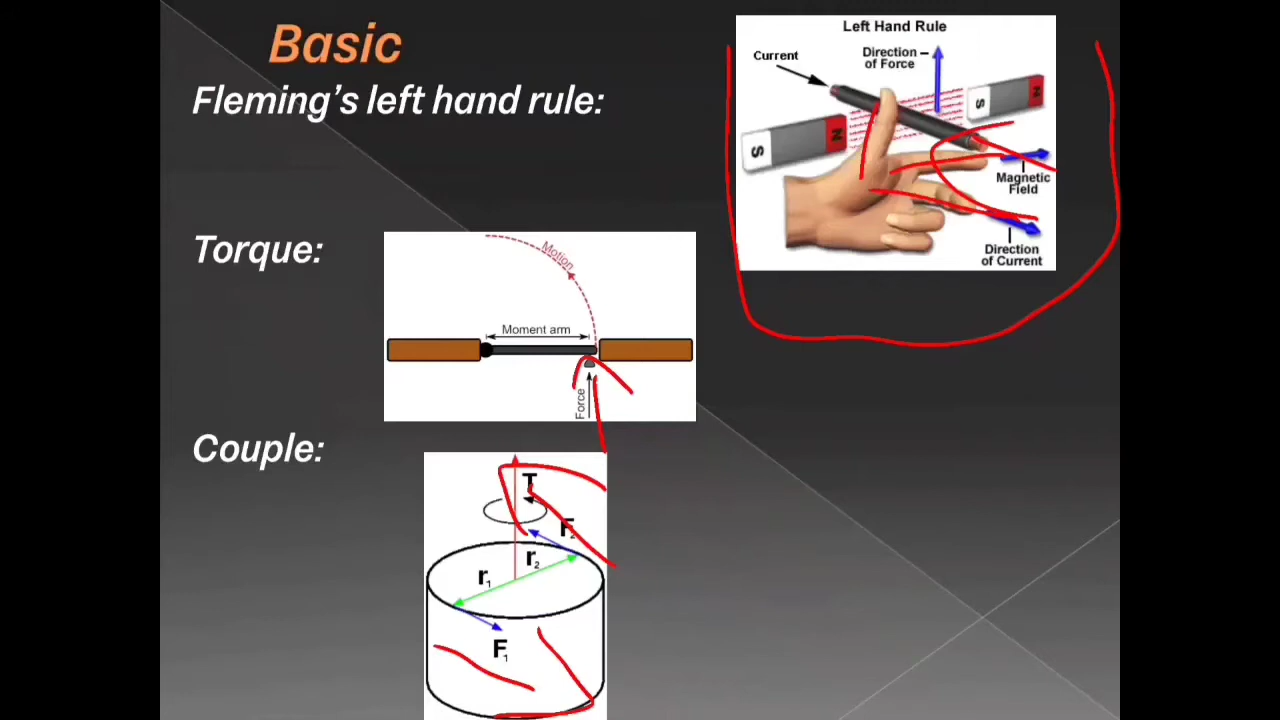 Basic
Fleming's left hand rule:
Left Hand Rule
Current
Direction
of Force
S
N
S
N
Magnetic
Field
Direction
of Current
Torque:
Motion
Moment arm
Force
Couple:
T
F2
r2
r1
F1